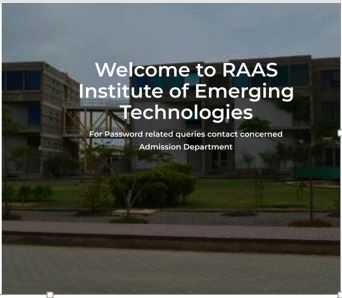 Welcome to RAAS
Institute of Emerging
Technologies
For Password related queries contact concerned
Admission Department